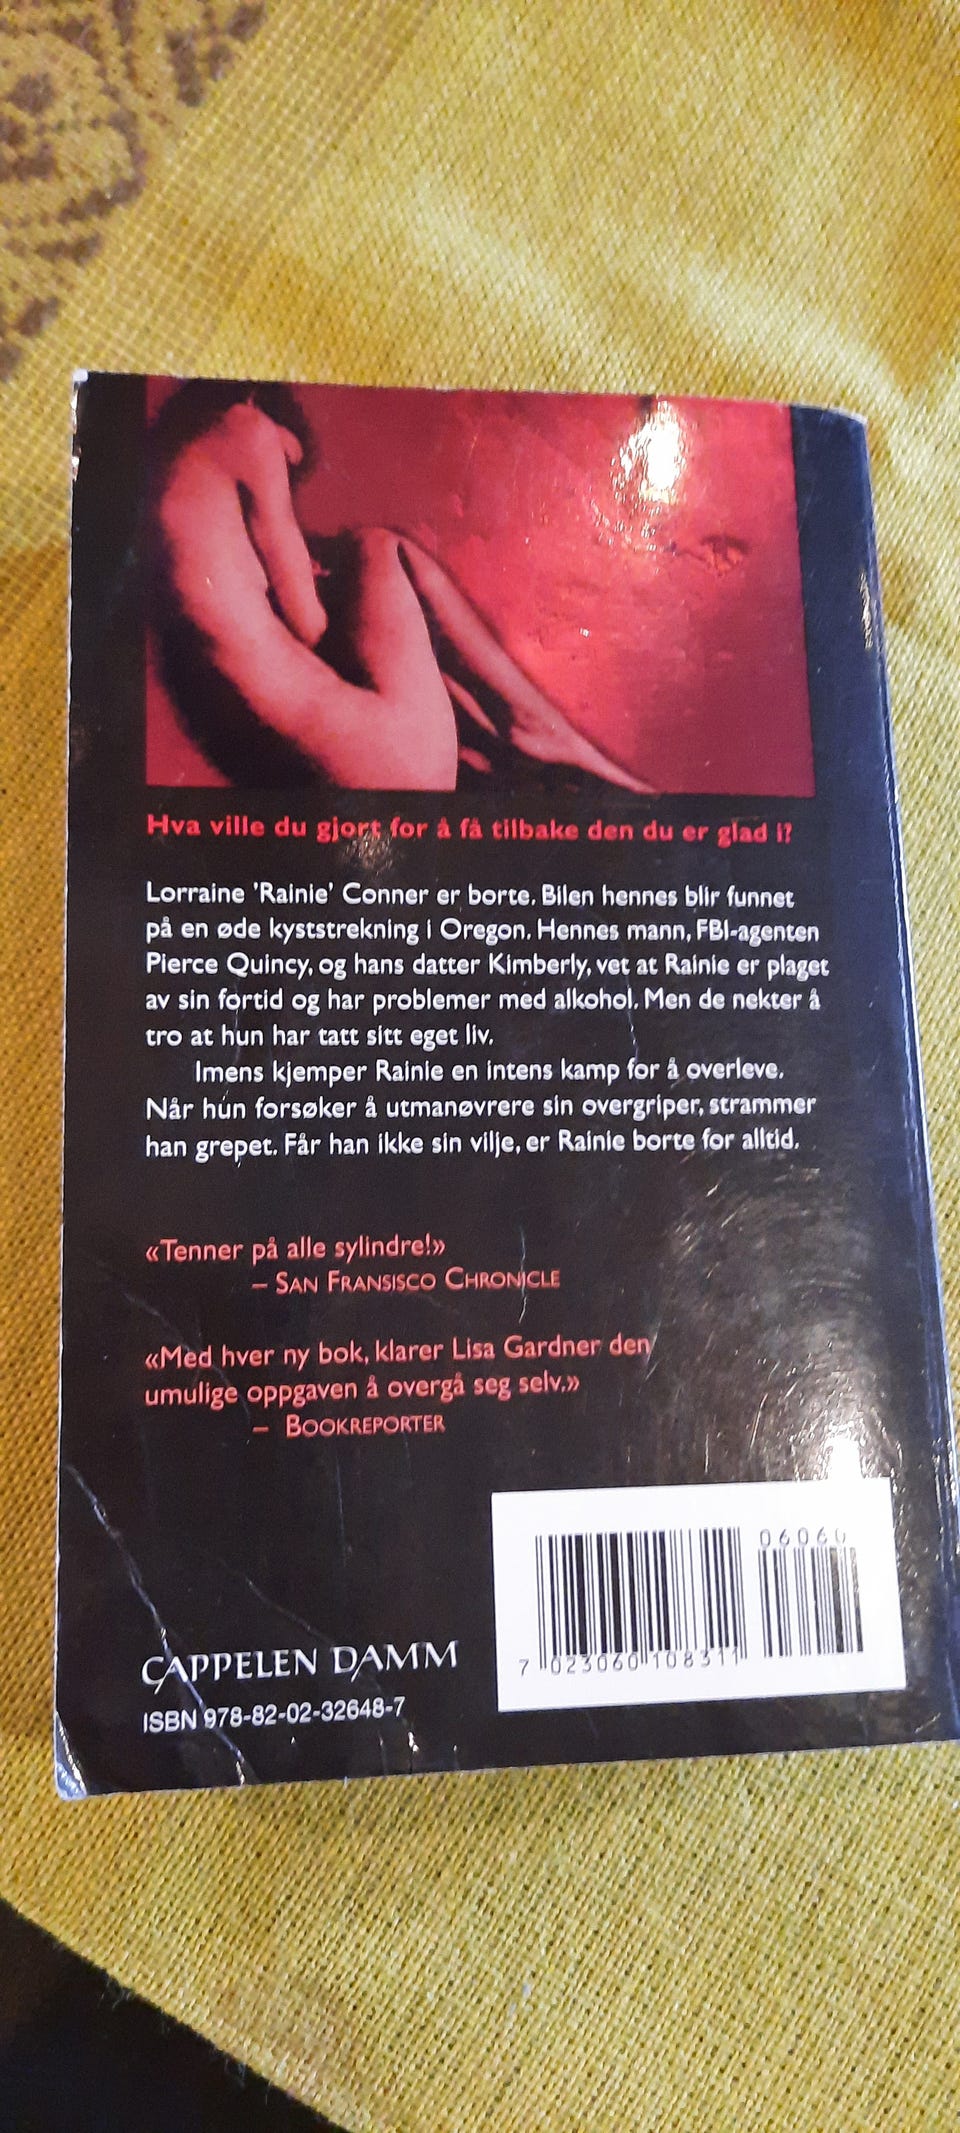 Hva ville du gjort for å få tilbake den du er glad i?
Lorraine 'Rainie' Conner er borte. Bilen hennes blir funnet
på en øde kyststrekning i Oregon. Hennes mann, FBI-agenten
Pierce Quincy, og hans datter Kimberly, vet at Rainie er plaget
av sin fortid og har problemer med alkohol. Men de nekter å
tro at hun har tatt sitt eget liv.
Imens kjemper Rainie en intens kamp for å overleve.
Når hun forsøker å utmanøvrere sin overgriper, strammer
han grepet. Får han ikke sin vilje, er Rainie borte for alltid.
«Tenner på alle sylindre!»
– SAN FRANSISCO CHRONICLE
«Med hver ny bok, klarer Lisa Gardner den
umulige oppgaven å overgå seg selv.»
– BOOKREPORTER
CAPPELEN DAMM
ISBN 978-82-02-32648-7
06060
7 023060 108311